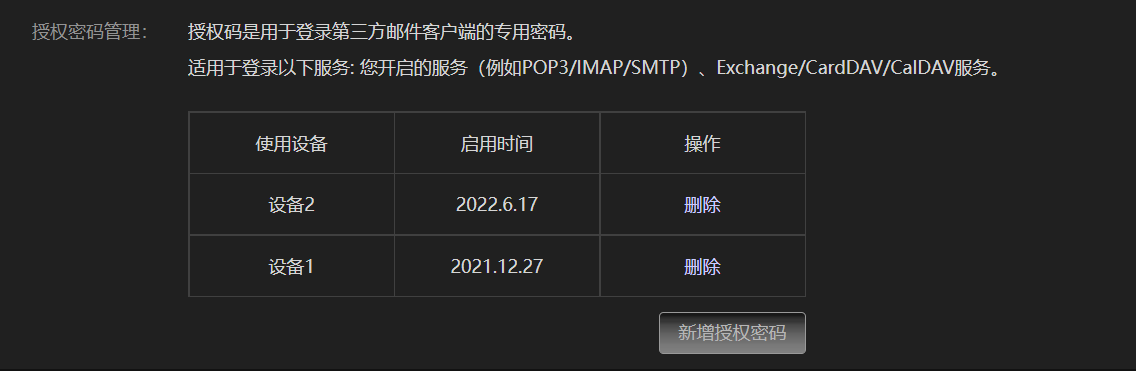 授权密码管理：
授权码是用于登录第三方邮件客户端的专用密码。
适用于登录以下服务: 您开启的服务（例如POP3/IMAP/SMTP）、Exchange/CardDAV/CalDAV服务。
使用设备 启用时间 操作
设备2 2022.6.17 删除
设备1 2021.12.27 删除
新增授权密码